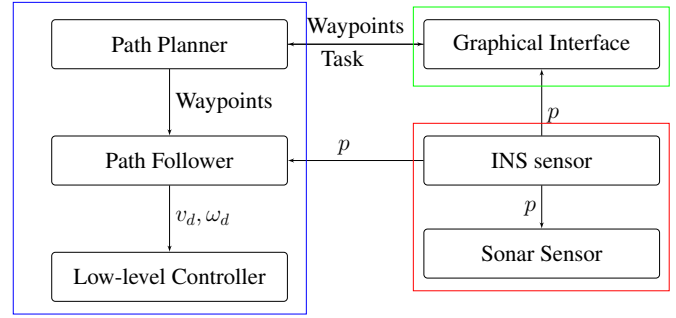 Path Planner
Waypoints
Task
Graphical Interface
Waypoints
p
Path Follower
p
INS sensor
v_d, ω_d
p
Low-level Controller
Sonar Sensor